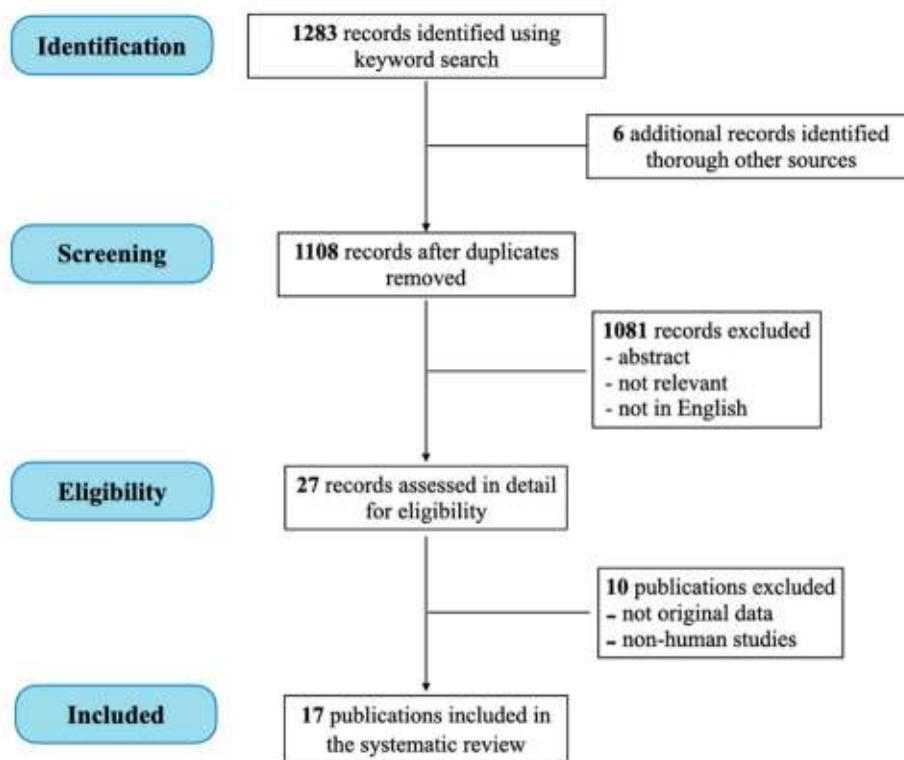 Identification
1283 records identified using
keyword search
6 additional records identified
thorough other sources
Screening
1108 records after duplicates
removed
1081 records excluded
- abstract
- not relevant
- not in English
Eligibility
27 records assessed in detail
for eligibility
10 publications excluded
– not original data
– non-human studies
Included
17 publications included in
the systematic review